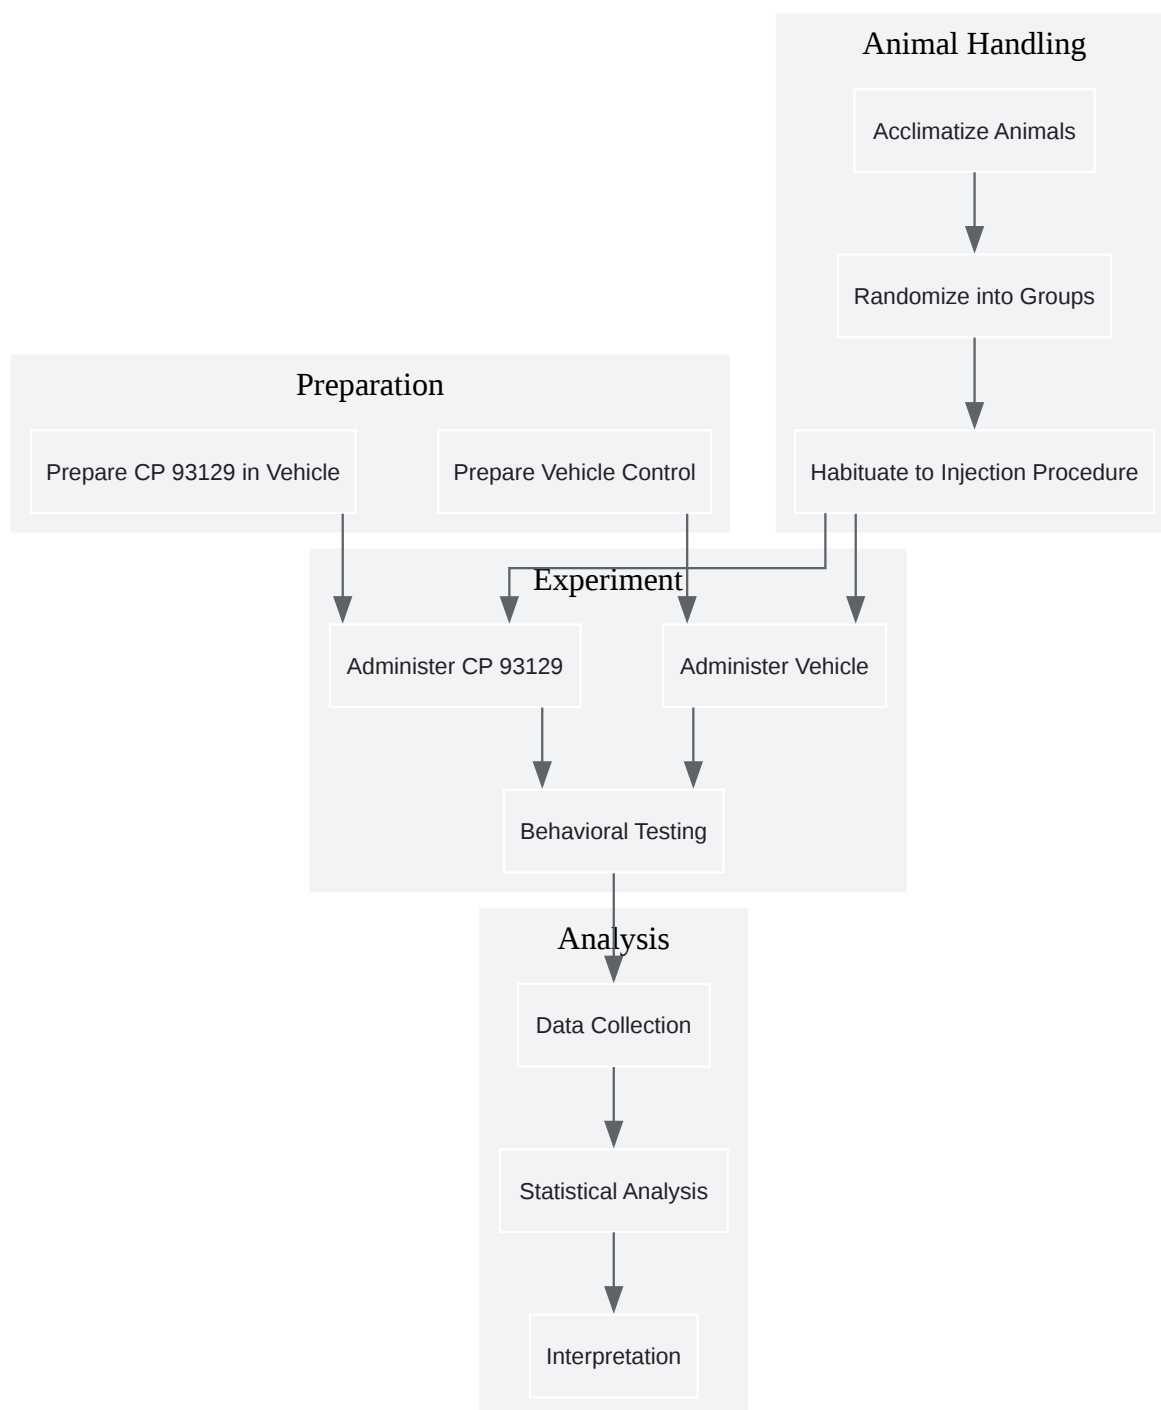 Animal Handling
Acclimatize Animals
Randomize into Groups
Preparation
Prepare CP 93129 in Vehicle
Prepare Vehicle Control
Habituate to Injection Procedure
Experiment
Administer CP 93129
Administer Vehicle
Behavioral Testing
Analysis
Data Collection
Statistical Analysis
Interpretation